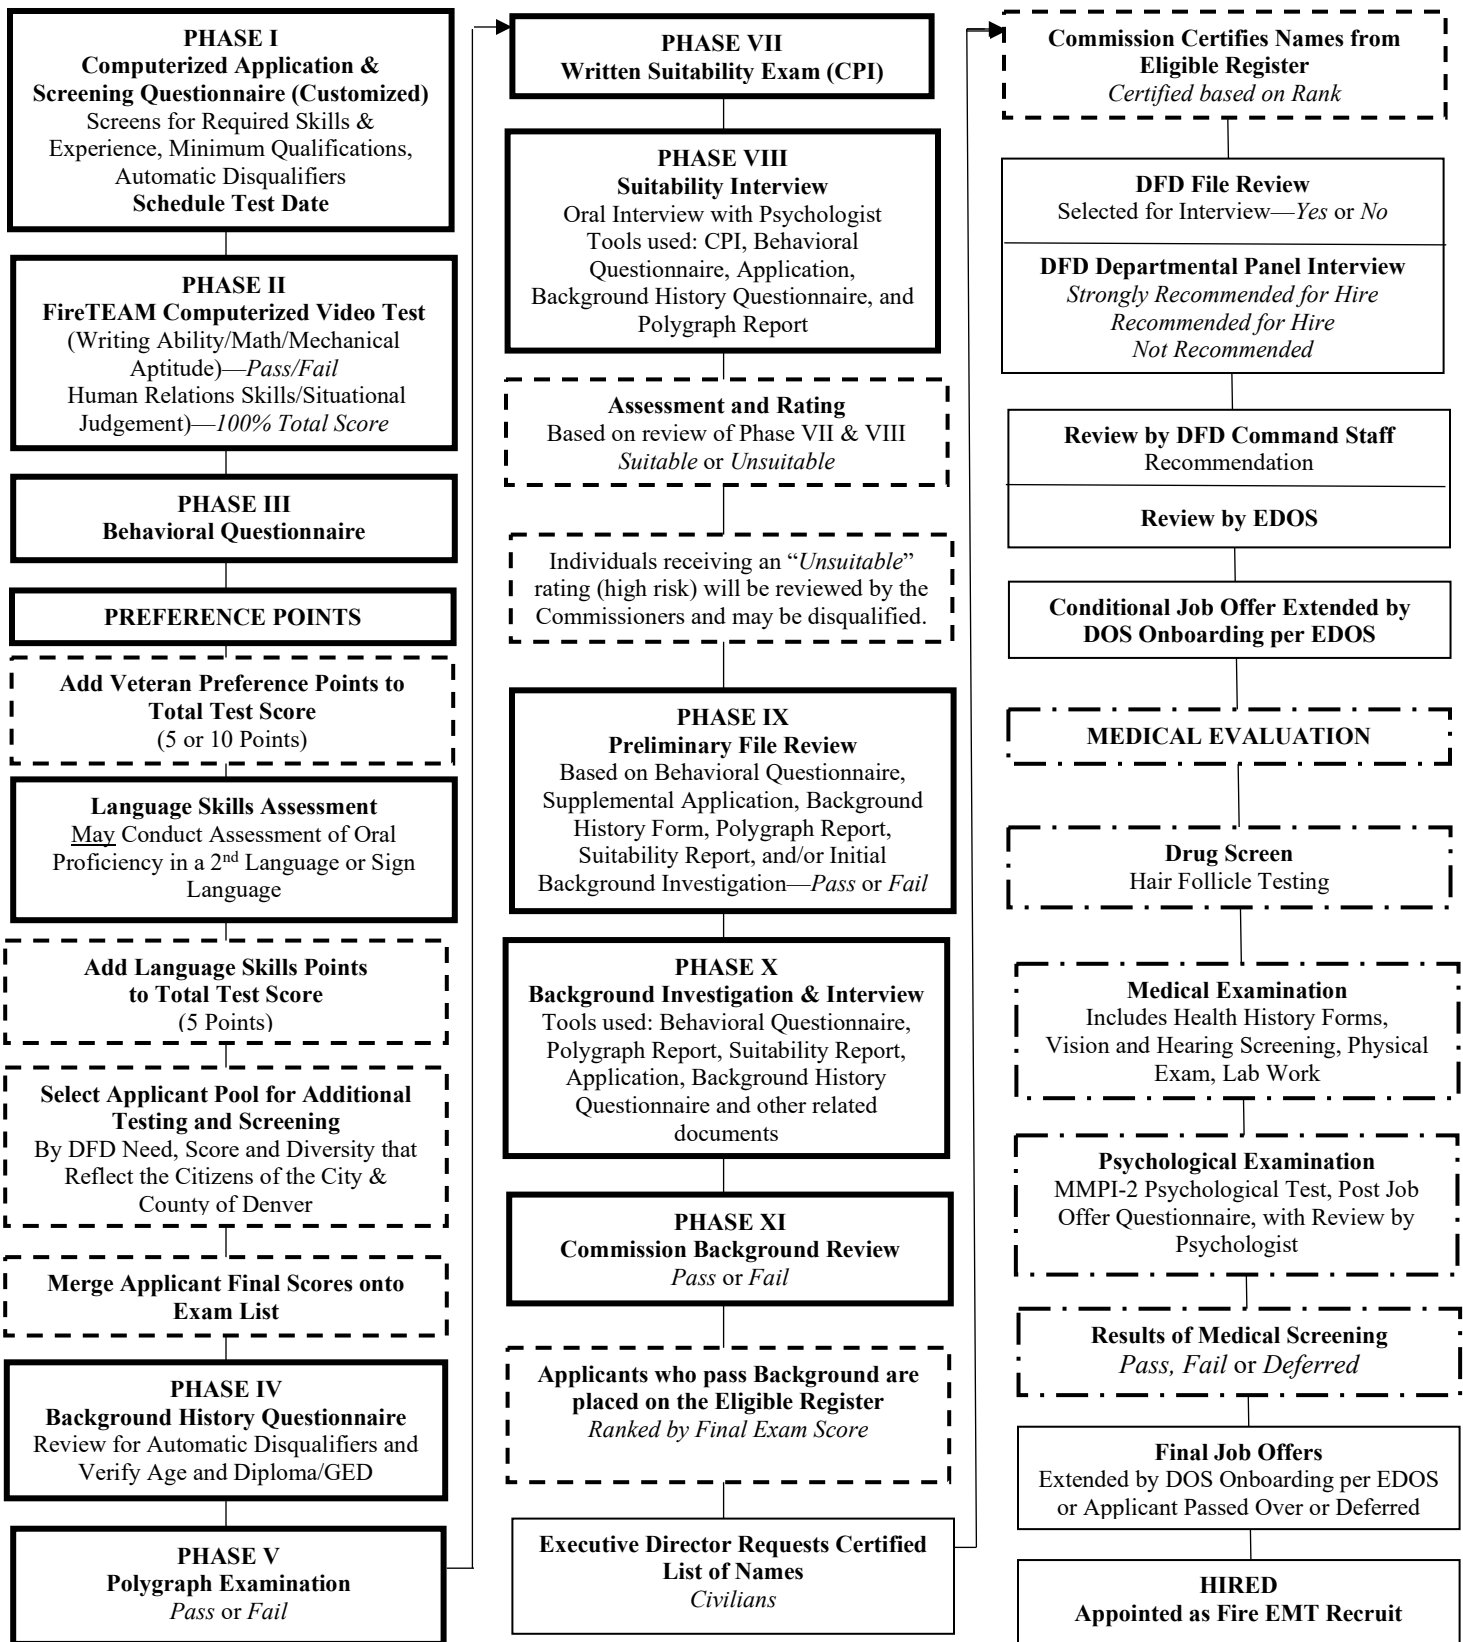 PHASE I
Computerized Application &
Screening Questionnaire (Customized)
Screens for Required Skills &
Experience, Minimum Qualifications,
Automatic Disqualifiers
Schedule Test Date
PHASE II
FireTEAM Computerized Video Test
(Writing Ability/Math/Mechanical
Aptitude)—Pass/Fail
Human Relations Skills/Situational
Judgement)—100% Total Score
PHASE III
Behavioral Questionnaire
PREFERENCE POINTS
Add Veteran Preference Points to
Total Test Score
(5 or 10 Points)
Language Skills Assessment
May Conduct Assessment of Oral
Proficiency in a 2nd Language or Sign
Language
Add Language Skills Points
to Total Test Score
(5 Points)
Select Applicant Pool for Additional
Testing and Screening
By DFD Need, Score and Diversity that
Reflect the Citizens of the City &
County of Denver
Merge Applicant Final Scores onto
Exam List
PHASE IV
Background History Questionnaire
Review for Automatic Disqualifiers and
Verify Age and Diploma/GED
PHASE V
Polygraph Examination
Pass or Fail
PHASE VII
Written Suitability Exam (CPI)
PHASE VIII
Suitability Interview
Oral Interview with Psychologist
Tools used: CPI, Behavioral
Questionnaire, Application,
Background History Questionnaire, and
Polygraph Report
Assessment and Rating
Based on review of Phase VII & VIII
Suitable or Unsuitable
Individuals receiving an “Unsuitable”
rating (high risk) will be reviewed by the
Commissioners and may be disqualified.
PHASE IX
Preliminary File Review
Based on Behavioral Questionnaire,
Supplemental Application, Background
History Form, Polygraph Report,
Suitability Report, and/or Initial
Background Investigation—Pass or Fail
PHASE X
Background Investigation & Interview
Tools used: Behavioral Questionnaire,
Polygraph Report, Suitability Report,
Application, Background History
Questionnaire and other related
documents
PHASE XI
Commission Background Review
Pass or Fail
Applicants who pass Background are
placed on the Eligible Register
Ranked by Final Exam Score
Executive Director Requests Certified
List of Names
Civilians
Commission Certifies Names from
Eligible Register
Certified based on Rank
DFD File Review
Selected for Interview—Yes or No
DFD Departmental Panel Interview
Strongly Recommended for Hire
Recommended for Hire
Not Recommended
Review by DFD Command Staff
Recommendation
Review by EDOS
Conditional Job Offer Extended by
DOS Onboarding per EDOS
MEDICAL EVALUATION
Drug Screen
Hair Follicle Testing
Medical Examination
Includes Health History Forms,
Vision and Hearing Screening, Physical
Exam, Lab Work
Psychological Examination
MMPI-2 Psychological Test, Post Job
Offer Questionnaire, with Review by
Psychologist
Results of Medical Screening
Pass, Fail or Deferred
Final Job Offers
Extended by DOS Onboarding per EDOS
or Applicant Passed Over or Deferred
HIRED
Appointed as Fire EMT Recruit